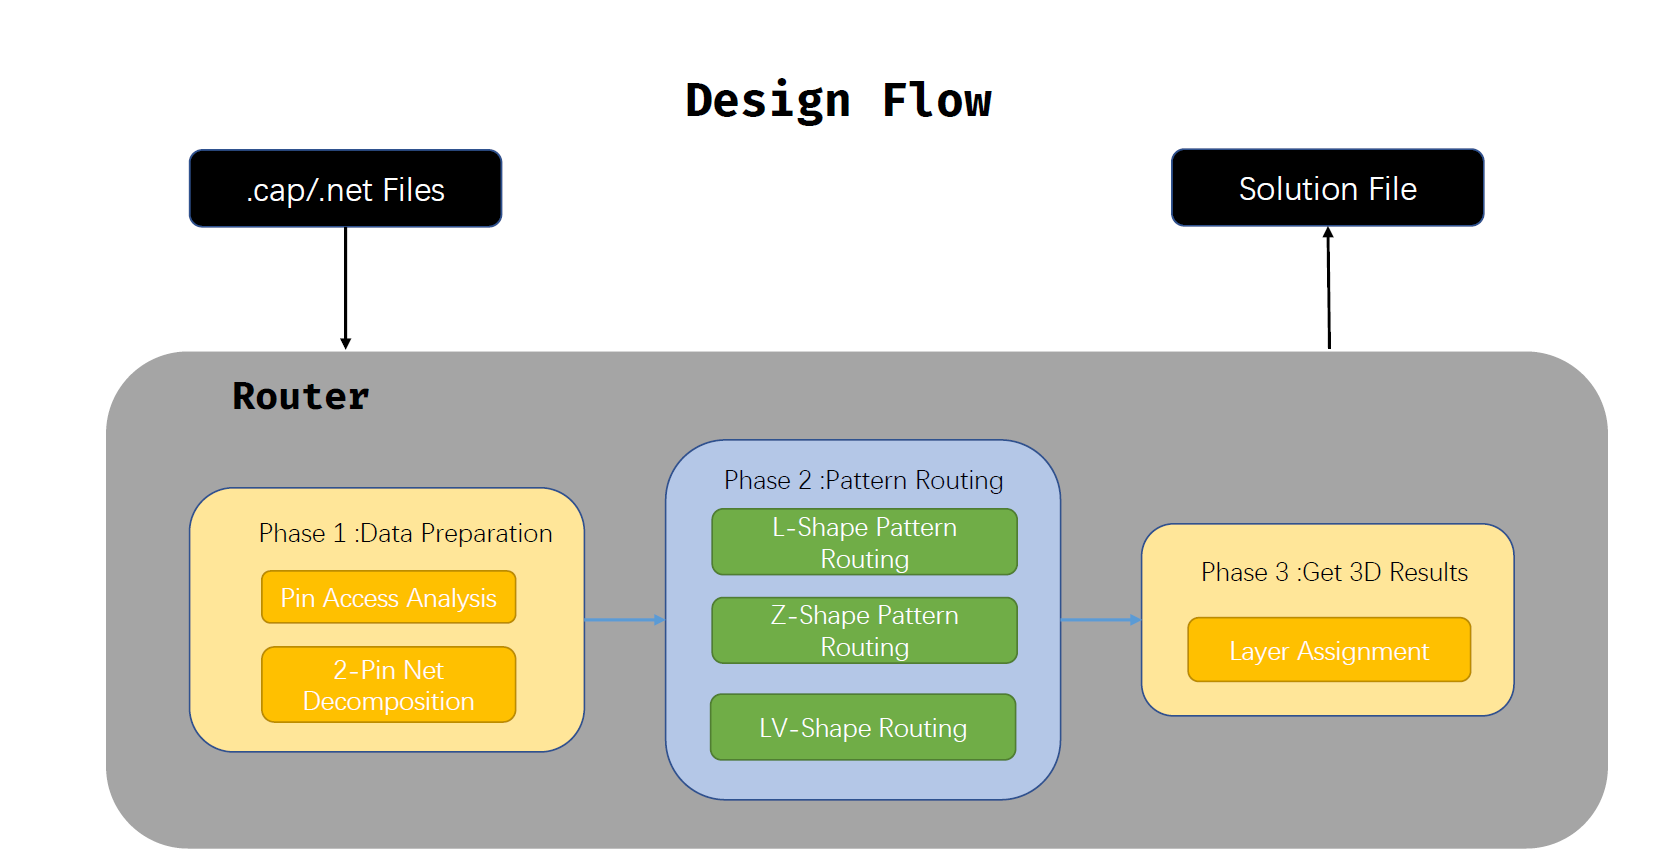 Design Flow
.cap/.net Files
Solution File
Router
Phase 1 :Data Preparation
Pin Access Analysis
2-Pin Net
Decomposition
Phase 2 :Pattern Routing
L-Shape Pattern
Routing
Z-Shape Pattern
Routing
LV-Shape Routing
Phase 3 :Get 3D Results
Layer Assignment